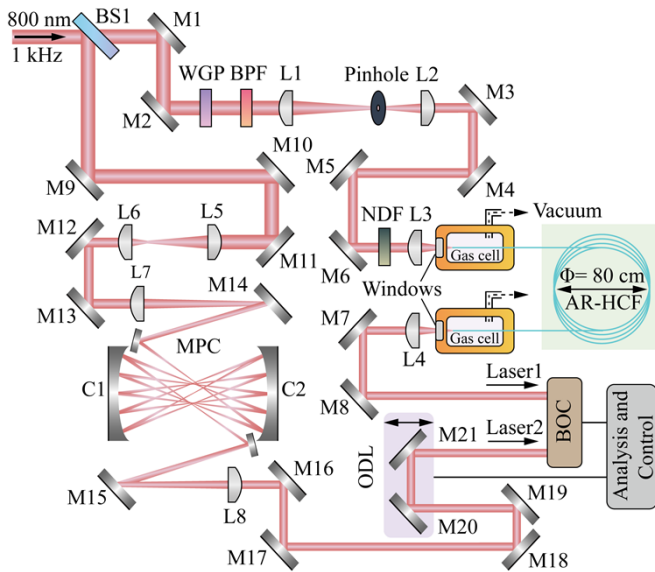 800 nm
1 kHz
BS1
M1
WGP
BPF
L1
Pinhole
L2
M3
M2
M10
M5
M4
M9
NDF
L3
Vacuum
M12
L6
L5
M11
M6
Gas cell
Φ= 80 cm
AR-HCF
L7
M14
Windows
M13
M7
Gas cell
MPC
L4
C1
C2
M8
Laser1
BOC
Analysis and
Control
Laser2
M21
ODL
M15
L8
M16
M20
M19
M17
M18